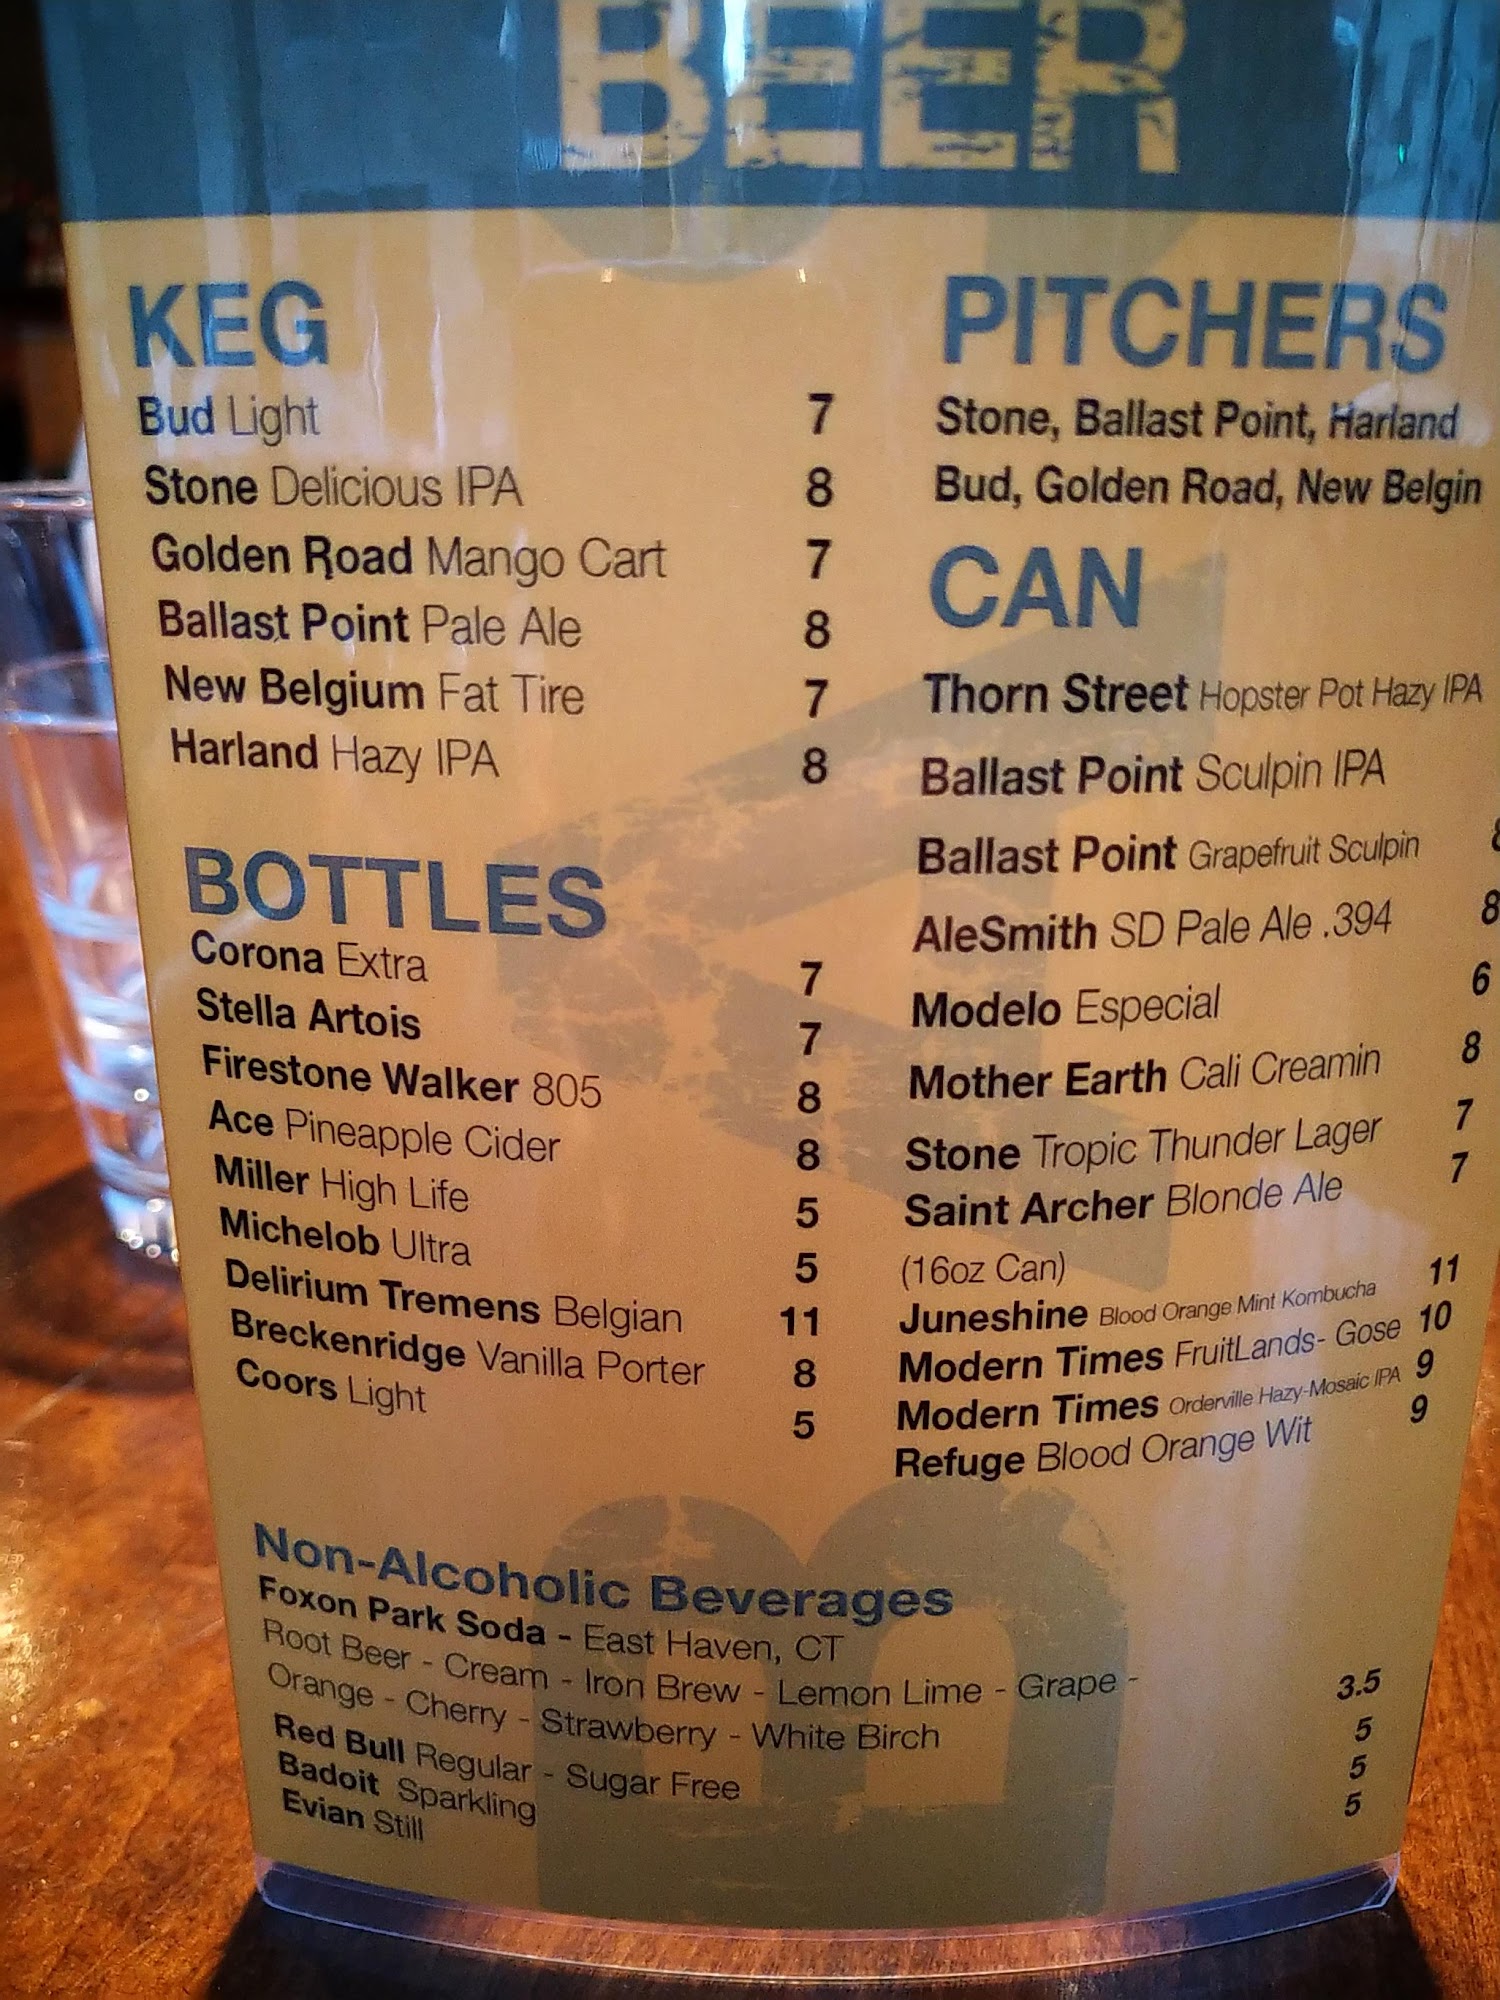 BEER
KEG
Bud Light 7
Stone Delicious IPA 8
Golden Road Mango Cart 7
Ballast Point Pale Ale 8
New Belgium Fat Tire 7
Harland Hazy IPA 8
BOTTLES
Corona Extra 7
Stella Artois 7
Firestone Walker 805 8
Ace Pineapple Cider 8
Miller High Life 5
Michelob Ultra 5
Delirium Tremens Belgian 11
Breckenridge Vanilla Porter 8
Coors Light 5
PITCHERS
Stone, Ballast Point, Harland
Bud, Golden Road, New Belgin
CAN
Thorn Street Hopster Pot Hazy IPA
Ballast Point Sculpin IPA
Ballast Point Grapefruit Sculpin
AleSmith SD Pale Ale .394 8
Modelo Especial 6
Mother Earth Cali Creamin 8
Stone Tropic Thunder Lager 7
Saint Archer Blonde Ale 7
(16oz Can)
Juneshine Blood Orange Mint Kombucha 11
Modern Times FruitLands- Gose 10
Modern Times Orderville Hazy-Mosaic IPA 9
Refuge Blood Orange Wit 9
Non-Alcoholic Beverages
Foxon Park Soda - East Haven, CT
Root Beer - Cream - Iron Brew - Lemon Lime - Grape -
Orange - Cherry - Strawberry - White Birch 3.5
Red Bull Regular - Sugar Free 5
Badoit Sparkling 5
Evian Still 5